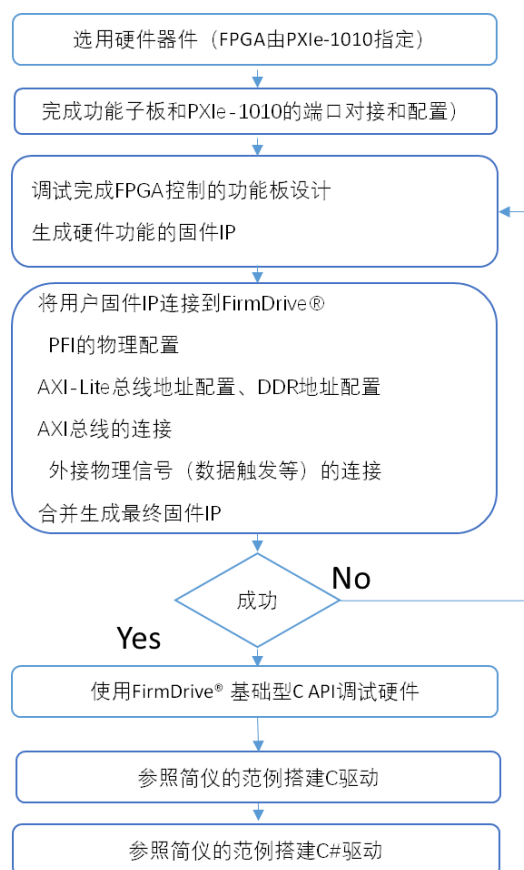 选用硬件器件（FPGA由PXIe-1010指定）
完成功能子板和PXIe-1010的端口对接和配置）
调试完成FPGA控制的功能板设计
生成硬件功能的固件IP
将用户固件IP连接到FirmDrive®
PFI的物理配置
AXI-Lite总线地址配置、DDR地址配置
AXI总线的连接
外接物理信号（数据触发等）的连接
合并生成最终固件IP
成功
No
Yes
使用FirmDrive® 基础型C API调试硬件
参照简仪的范例搭建C驱动
参照简仪的范例搭建C#驱动